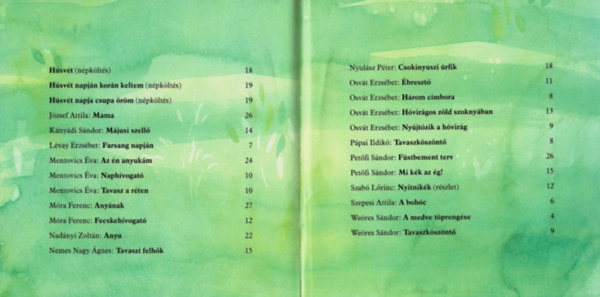 Húsvét (népköltés) 18
Húsvét napján korán keltem (népköltés) 19
Húsvét napja csupa öröm (népköltés) 19
József Attila: Mama 26
Kányádi Sándor: Májusi szellő 14
Lévay Erzsébet: Farsang napján 7
Mentovics Éva: Az én anyukám 24
Mentovics Éva: Naphívogató 10
Mentovics Éva: Tavasz a réten 10
Móra Ferenc: Anyának 27
Móra Ferenc: Fecskehívogató 12
Nadányi Zoltán: Anyu 22
Nemes Nagy Ágnes: Tavaszi felhők 15
Nyulász Péter: Csokinyuszi úrfik 18
Osvát Erzsébet: Ébresztő 11
Osvát Erzsébet: Három cimbora 8
Osvát Erzsébet: Hóvirágos zöld szoknyában 13
Osvát Erzsébet: Nyújtózik a hóvirág 9
Pápai Ildikó: Tavaszköszöntő 8
Petőfi Sándor: Füstbement terv 26
Petőfi Sándor: Mi kék az ég! 15
Szabó Lőrinc: Nyitnikék (részlet) 12
Szepesi Attila: A bohóc 6
Weöres Sándor: A medve töprengése 4
Weöres Sándor: Tavaszköszöntő 9